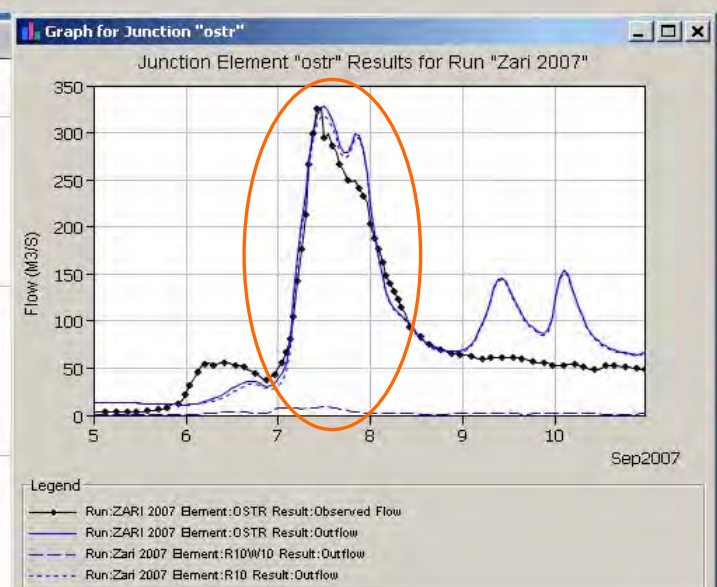 Graph for Junction "ostr"
Junction Element "ostr" Results for Run "Zari 2007"
350
300
250
200
150
100
50
0
Flow (M3/S)
5 6 7 8 9 10
Sep2007
Legend
Run:ZARI 2007 Element:OSTR Result:Observed Flow
Run:ZARI 2007 Element:OSTR Result:Outflow
Run:Zari 2007 Element:R10W10 Result:Outflow
Run:Zari 2007 Element:R10 Result:Outflow